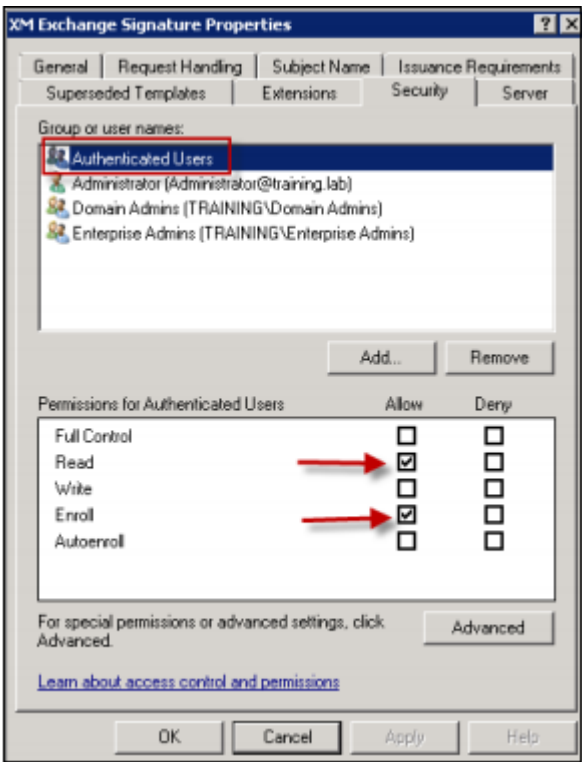 XM Exchange Signature Properties
General Request Handling Subject Name Issuance Requirements
Superseded Templates Extensions Security Server
Group or user names:
Authenticated Users
Administrator (Administrator@training.lab)
Domain Admins (TRAINING\Domain Admins)
Enterprise Admins (TRAINING\Enterprise Admins)
Add... Remove
Permissions for Authenticated Users Allow Deny
Full Control
Read
Write
Enroll
Autoenroll
For special permissions or advanced settings, click
Advanced.
Advanced
Learn about access control and permissions
OK Cancel Apply Help